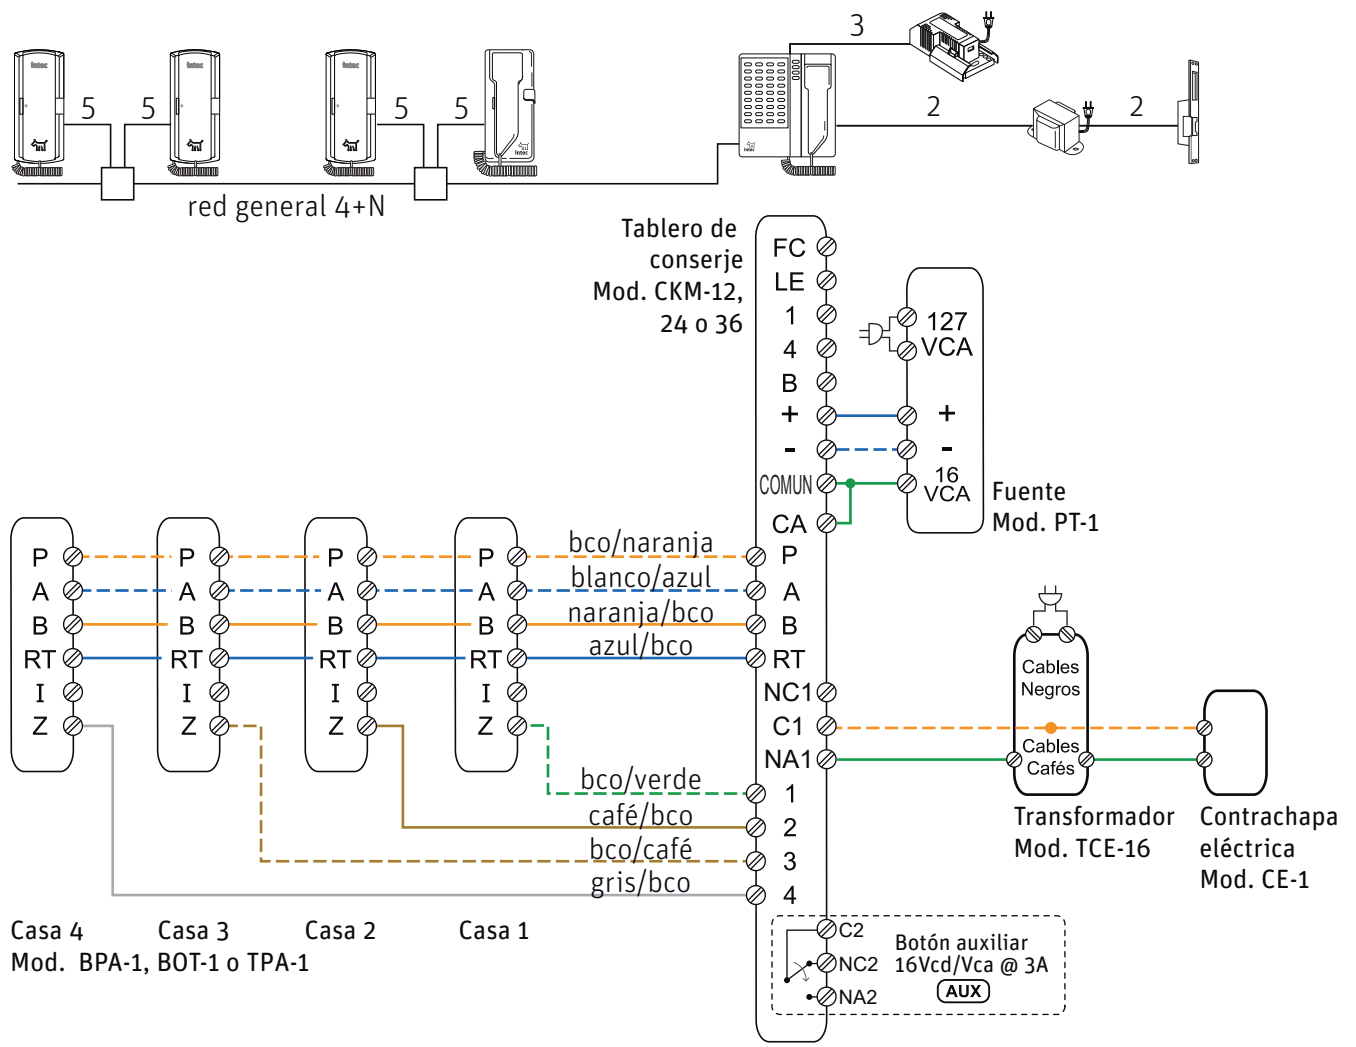 3
intec
intec
intec
5
5
5
5
2
2
intec
intec
red general 4+N
Tablero de
conserje
Mod. CKM-12,
24 o 36
FC
LE
1
4
B
+
-
COMUN
CA
P
A
B
RT
NC1
C1
NA1
1
2
3
4
C2
NC2
NA2
127
VCA
+
-
16
VCA
Fuente
Mod. PT-1
P
A
B
RT
I
Z
P
A
B
RT
I
Z
P
A
B
RT
I
Z
P
A
B
RT
I
Z
bco/naranja
blanco/azul
naranja/bco
azul/bco
bco/verde
café/bco
bco/café
gris/bco
Cables
Negros
Cables
Cafés
Transformador
Mod. TCE-16
Contrachapa
eléctrica
Mod. CE-1
Casa 4
Casa 3
Casa 2
Casa 1
Mod. BPA-1, BOT-1 o TPA-1
Botón auxiliar
16Vcd/Vca @ 3A
AUX